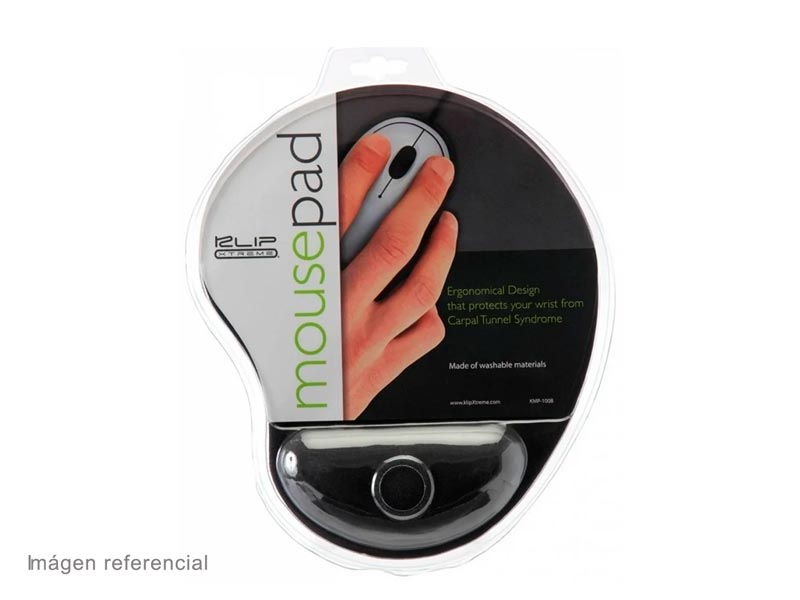 mousepad
KLIP
XTREME
Ergonomical Design
that protects your wrist from
Carpal Tunnel Syndrome
Made of washable materials
www.klipXtreme.com KMP-100B
Imágen referencial